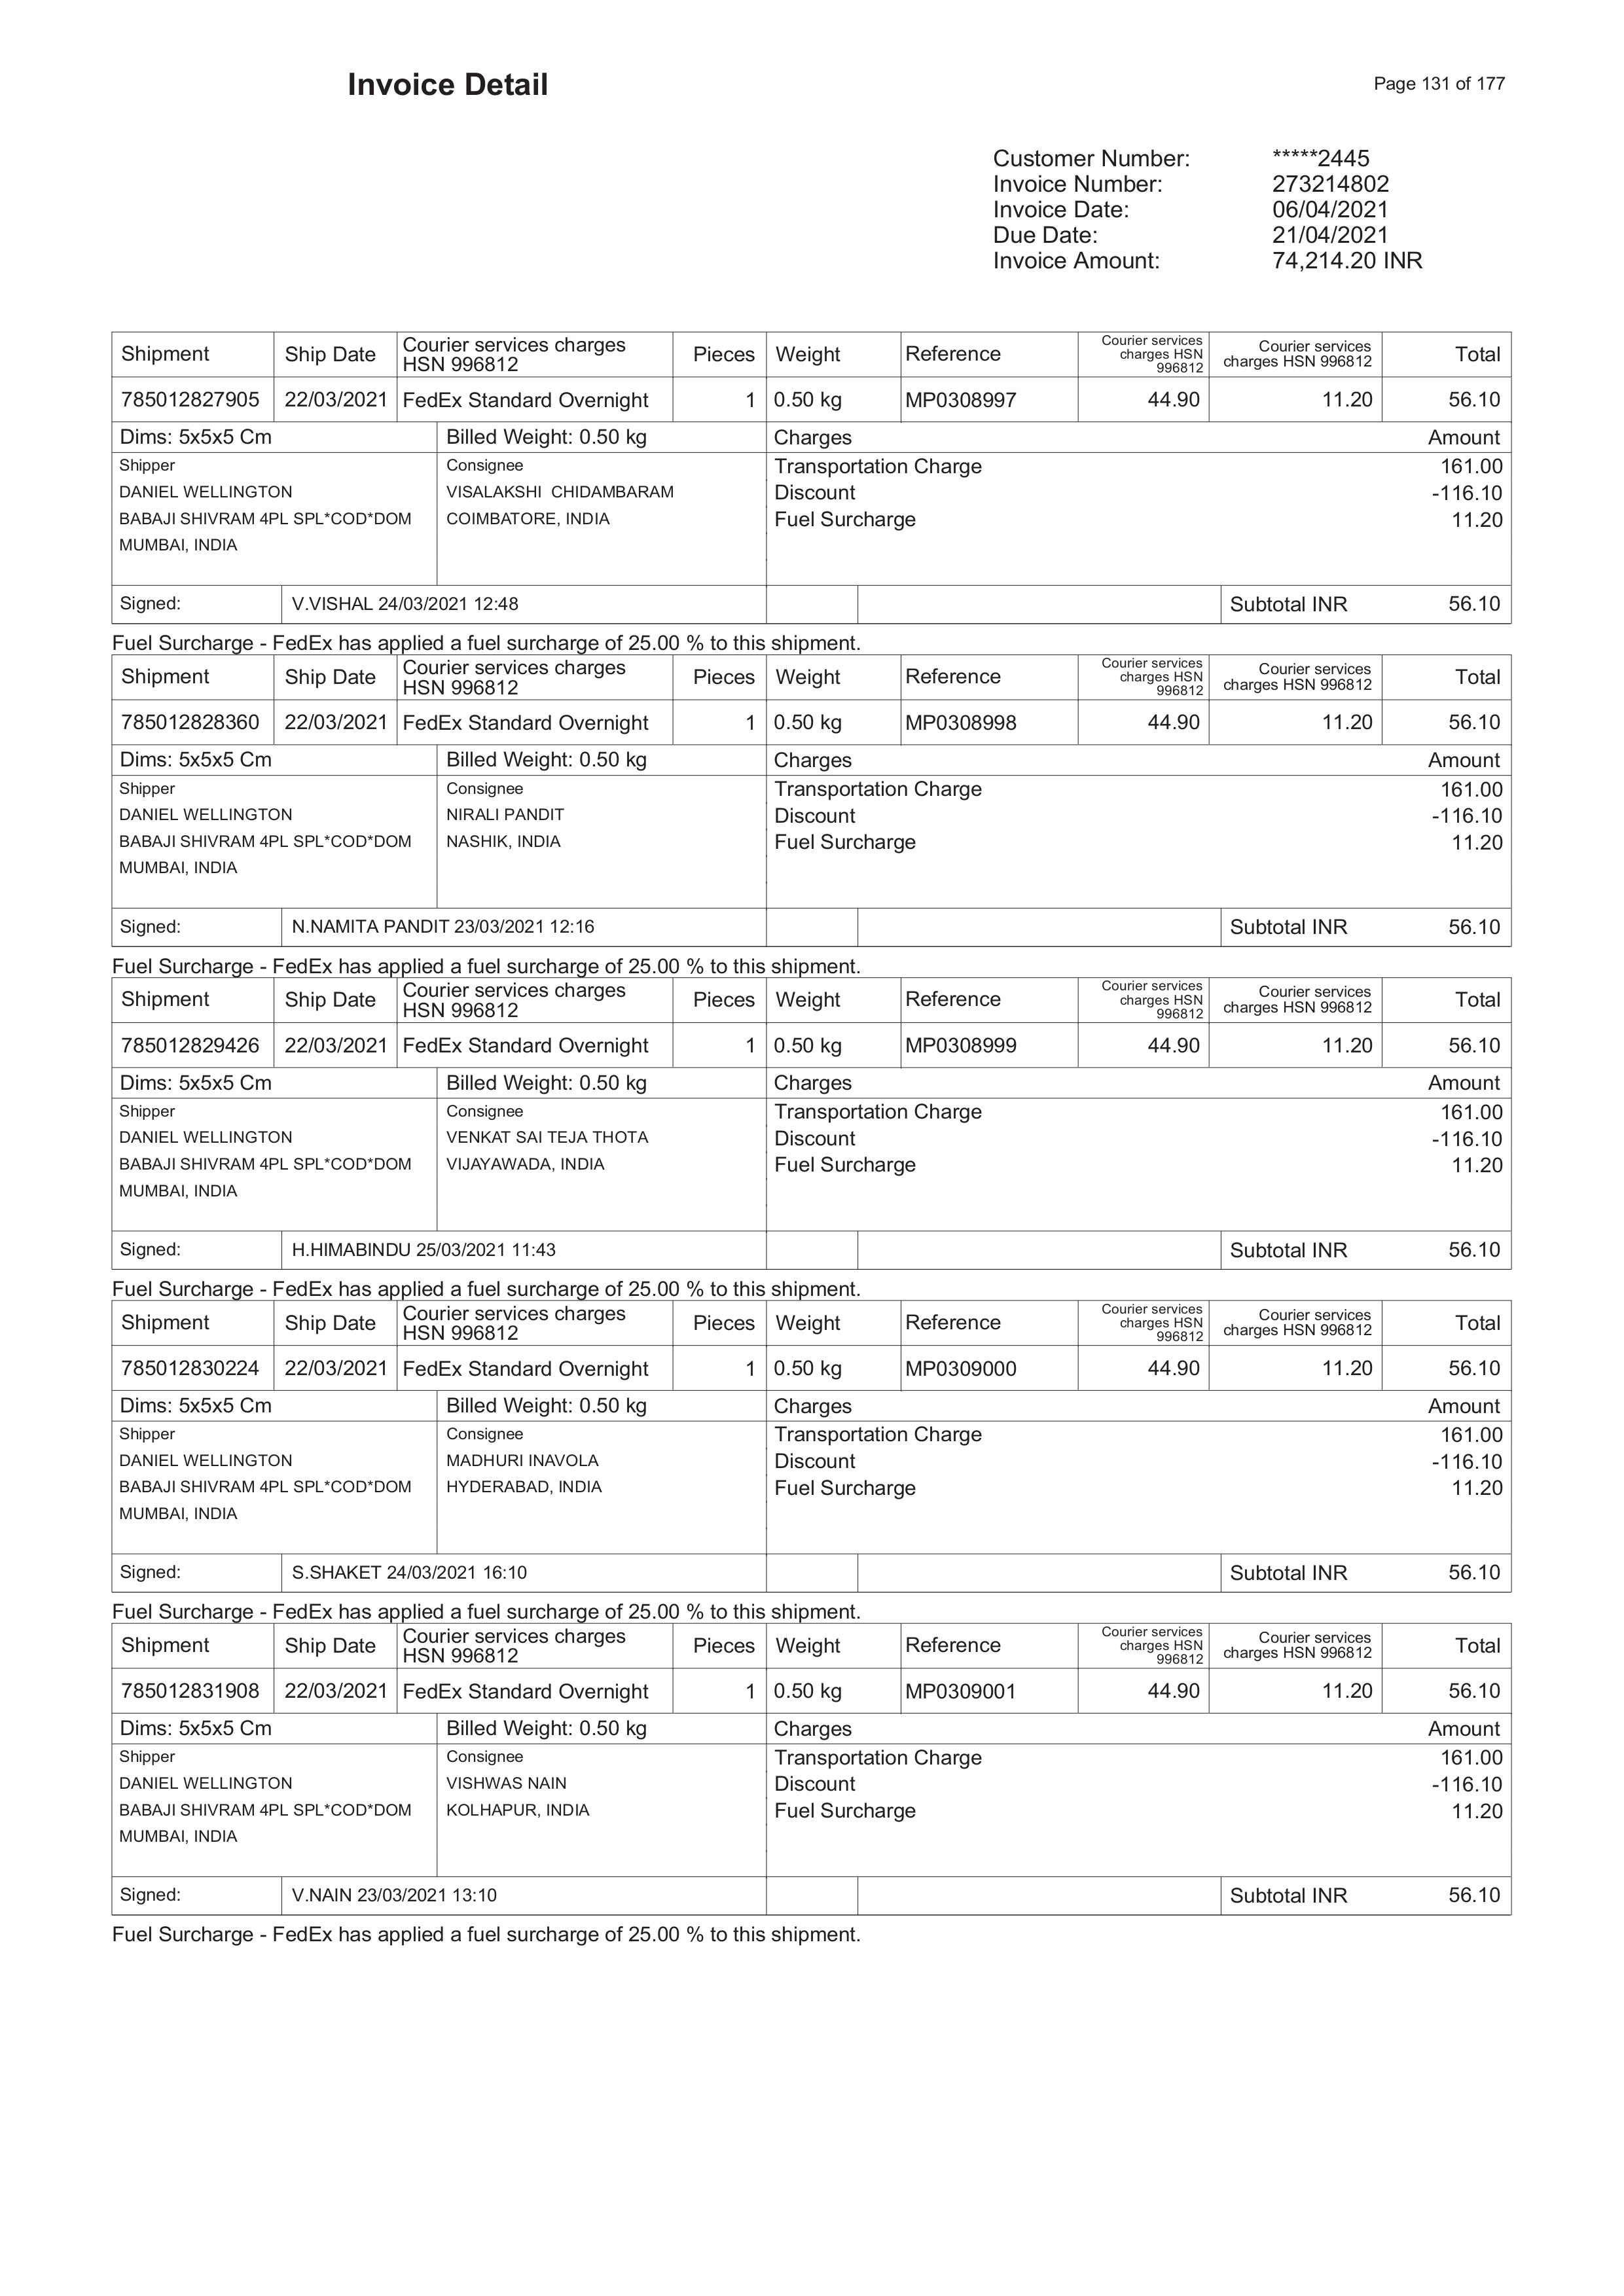 Invoice Detail
Page 131 of 177
Customer Number: *****2445
Invoice Number: 273214802
Invoice Date: 06/04/2021
Due Date: 21/04/2021
Invoice Amount: 74,214.20 INR
Shipment Ship Date Courier services charges HSN 996812 Pieces Weight Reference Courier services charges HSN 996812 Courier services charges HSN 996812 Total
785012827905 22/03/2021 FedEx Standard Overnight 1 0.50 kg MP0308997 44.90 11.20 56.10
Dims: 5x5x5 Cm Billed Weight: 0.50 kg Charges Amount
Shipper Consignee Transportation Charge 161.00
DANIEL WELLINGTON VISALAKSHI CHIDAMBARAM Discount -116.10
BABAJI SHIVRAM 4PL SPL*COD*DOM COIMBATORE, INDIA Fuel Surcharge 11.20
MUMBAI, INDIA
Signed: V.VISHAL 24/03/2021 12:48 Subtotal INR 56.10
Fuel Surcharge - FedEx has applied a fuel surcharge of 25.00 % to this shipment.
Shipment Ship Date Courier services charges HSN 996812 Pieces Weight Reference Courier services charges HSN 996812 Courier services charges HSN 996812 Total
785012828360 22/03/2021 FedEx Standard Overnight 1 0.50 kg MP0308998 44.90 11.20 56.10
Dims: 5x5x5 Cm Billed Weight: 0.50 kg Charges Amount
Shipper Consignee Transportation Charge 161.00
DANIEL WELLINGTON NIRALI PANDIT Discount -116.10
BABAJI SHIVRAM 4PL SPL*COD*DOM NASHIK, INDIA Fuel Surcharge 11.20
MUMBAI, INDIA
Signed: N.NAMITA PANDIT 23/03/2021 12:16 Subtotal INR 56.10
Fuel Surcharge - FedEx has applied a fuel surcharge of 25.00 % to this shipment.
Shipment Ship Date Courier services charges HSN 996812 Pieces Weight Reference Courier services charges HSN 996812 Courier services charges HSN 996812 Total
785012829426 22/03/2021 FedEx Standard Overnight 1 0.50 kg MP0308999 44.90 11.20 56.10
Dims: 5x5x5 Cm Billed Weight: 0.50 kg Charges Amount
Shipper Consignee Transportation Charge 161.00
DANIEL WELLINGTON VENKAT SAI TEJA THOTA Discount -116.10
BABAJI SHIVRAM 4PL SPL*COD*DOM VIJAYAWADA, INDIA Fuel Surcharge 11.20
MUMBAI, INDIA
Signed: H.HIMABINDU 25/03/2021 11:43 Subtotal INR 56.10
Fuel Surcharge - FedEx has applied a fuel surcharge of 25.00 % to this shipment.
Shipment Ship Date Courier services charges HSN 996812 Pieces Weight Reference Courier services charges HSN 996812 Courier services charges HSN 996812 Total
785012830224 22/03/2021 FedEx Standard Overnight 1 0.50 kg MP0309000 44.90 11.20 56.10
Dims: 5x5x5 Cm Billed Weight: 0.50 kg Charges Amount
Shipper Consignee Transportation Charge 161.00
DANIEL WELLINGTON MADHURI INAVOLA Discount -116.10
BABAJI SHIVRAM 4PL SPL*COD*DOM HYDERABAD, INDIA Fuel Surcharge 11.20
MUMBAI, INDIA
Signed: S.SHAKET 24/03/2021 16:10 Subtotal INR 56.10
Fuel Surcharge - FedEx has applied a fuel surcharge of 25.00 % to this shipment.
Shipment Ship Date Courier services charges HSN 996812 Pieces Weight Reference Courier services charges HSN 996812 Courier services charges HSN 996812 Total
785012831908 22/03/2021 FedEx Standard Overnight 1 0.50 kg MP0309001 44.90 11.20 56.10
Dims: 5x5x5 Cm Billed Weight: 0.50 kg Charges Amount
Shipper Consignee Transportation Charge 161.00
DANIEL WELLINGTON VISHWAS NAIN Discount -116.10
BABAJI SHIVRAM 4PL SPL*COD*DOM KOLHAPUR, INDIA Fuel Surcharge 11.20
MUMBAI, INDIA
Signed: V.NAIN 23/03/2021 13:10 Subtotal INR 56.10
Fuel Surcharge - FedEx has applied a fuel surcharge of 25.00 % to this shipment.